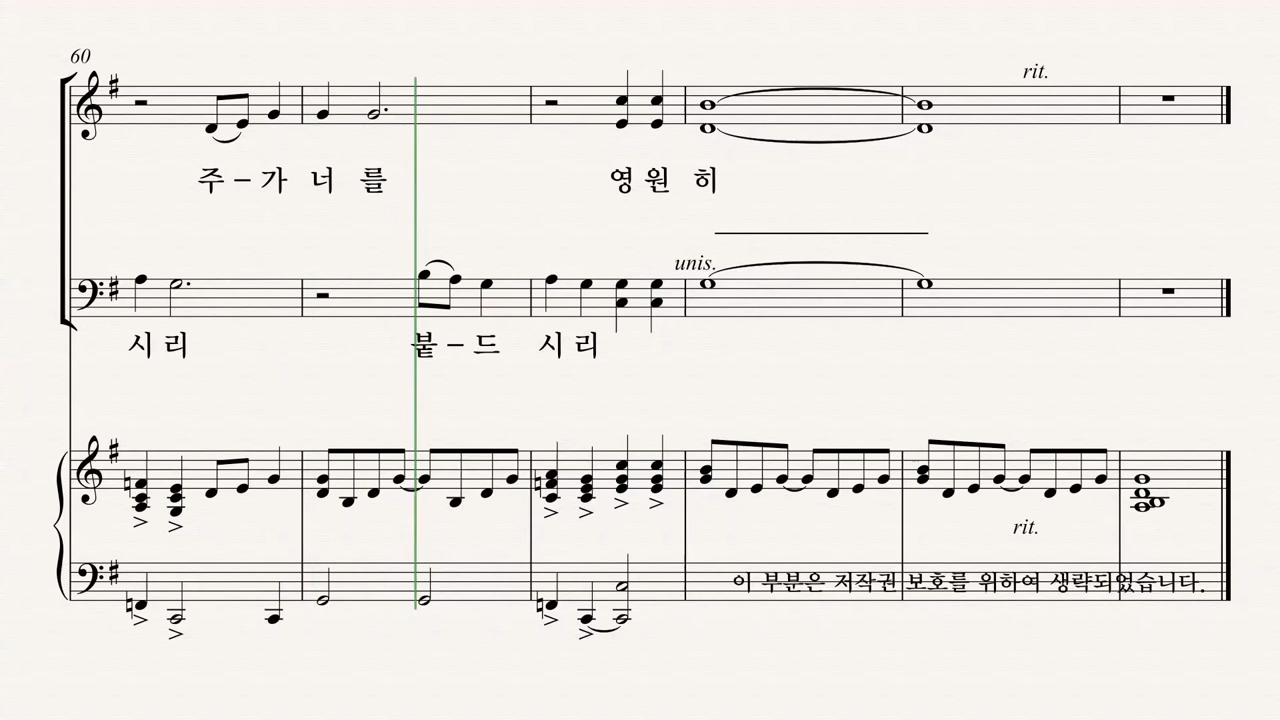 60
rit.
주 – 가 너 를 영 원 히
unis.
시 리 붙 – 드 시 리
rit.
이 부분은 저작권 보호를 위하여 생략되었습니다.